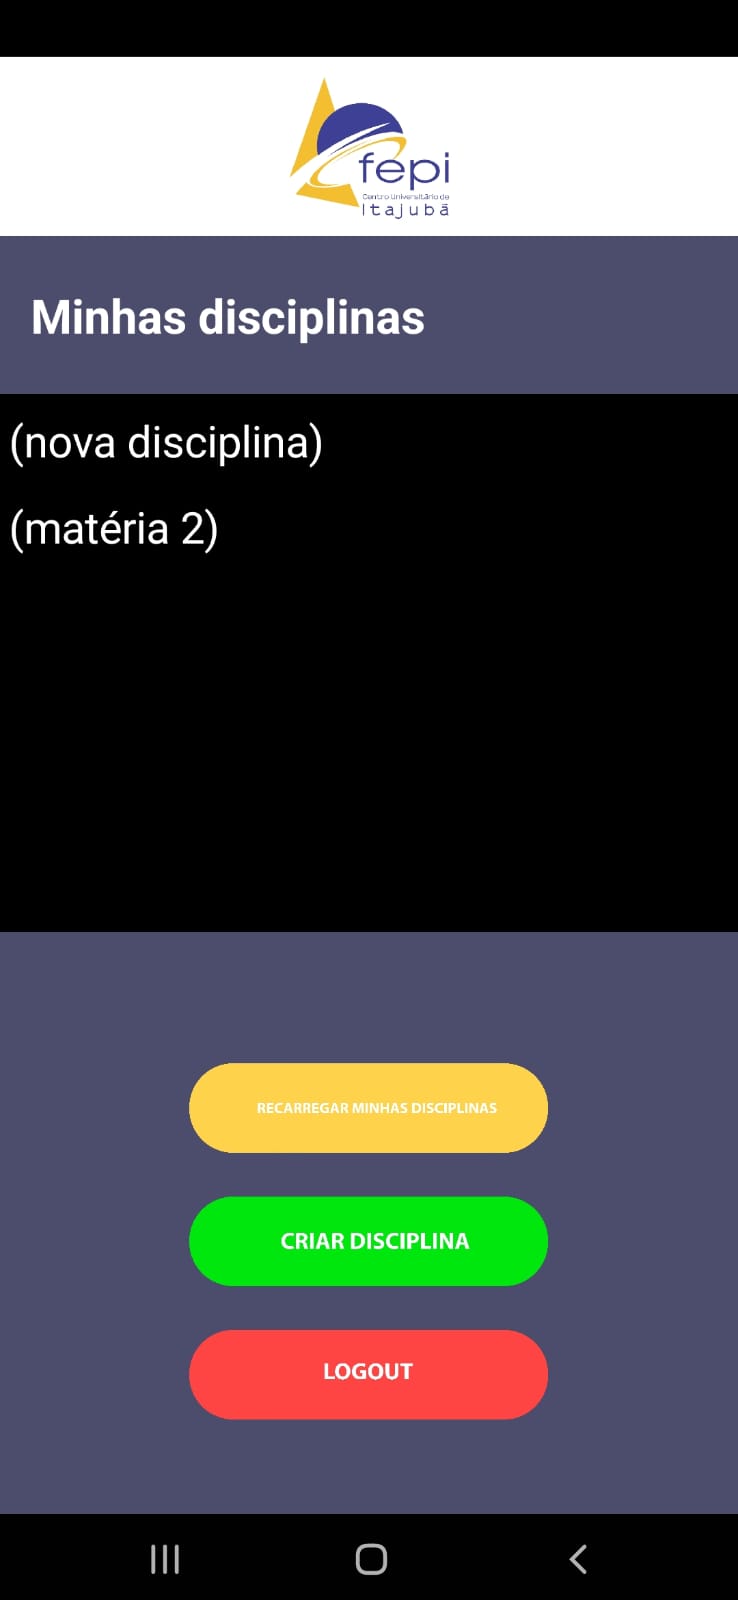 fepi
Centro Universitário de
Itajubá
Minhas disciplinas
(nova disciplina)
(matéria 2)
RECARREGAR MINHAS DISCIPLINAS
CRIAR DISCIPLINA
LOGOUT